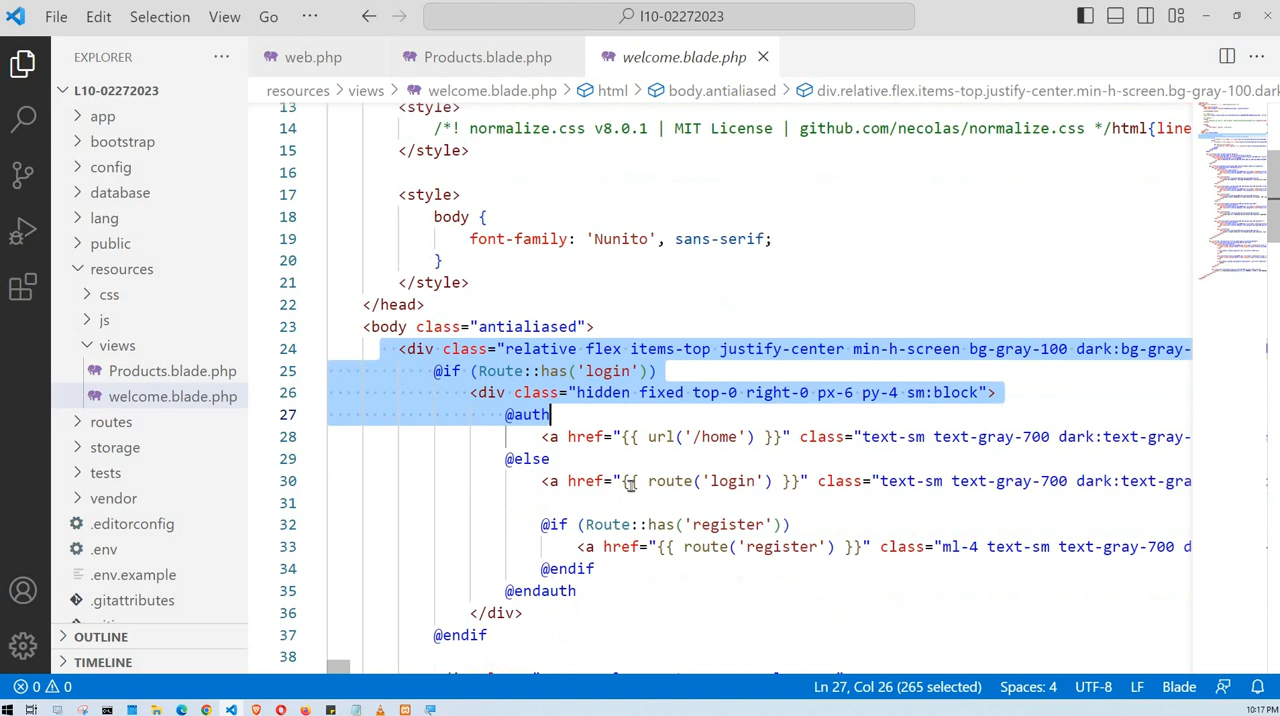 File Edit Selection View Go ··· l10-02272023
EXPLORER ···
web.php Products.blade.php welcome.blade.php
L10-02272023
resources > views > welcome.blade.php > html > body.antialiased > div.relative.flex.items-top.justify-center.min-h-screen.bg-gray-100.dark
app
bootstrap
database
lang
public
css
js
views
Products.blade.php
welcome.blade.php
routes
storage
tests
vendor
.editorconfig
.env
.env.example
.gitattributes
OUTLINE
TIMELINE
13 <style>
14 /*! normalize.css v8.0.1 | MIT License | github.com/necolas/normalize.css */html{line
15 </style>
16
17 <style>
18 body {
19 font-family: 'Nunito', sans-serif;
20 }
21 </style>
22 </head>
23 <body class="antialiased">
24 <div class="relative flex items-top justify-center min-h-screen bg-gray-100 dark:bg-gray-
25 @if (Route::has('login'))
26 <div class="hidden fixed top-0 right-0 px-6 py-4 sm:block">
27 @auth
28 <a href="{{ url('/home') }}" class="text-sm text-gray-700 dark:text-gray-
29 @else
30 <a href="{{ route('login') }}" class="text-sm text-gray-700 dark:text-gra
31
32 @if (Route::has('register'))
33 <a href="{{ route('register') }}" class="ml-4 text-sm text-gray-700 d
34 @endif
35 @endauth
36 </div>
37 @endif
38
0 0 Ln 27, Col 26 (265 selected) Spaces: 4 UTF-8 LF Blade
10:17 PM